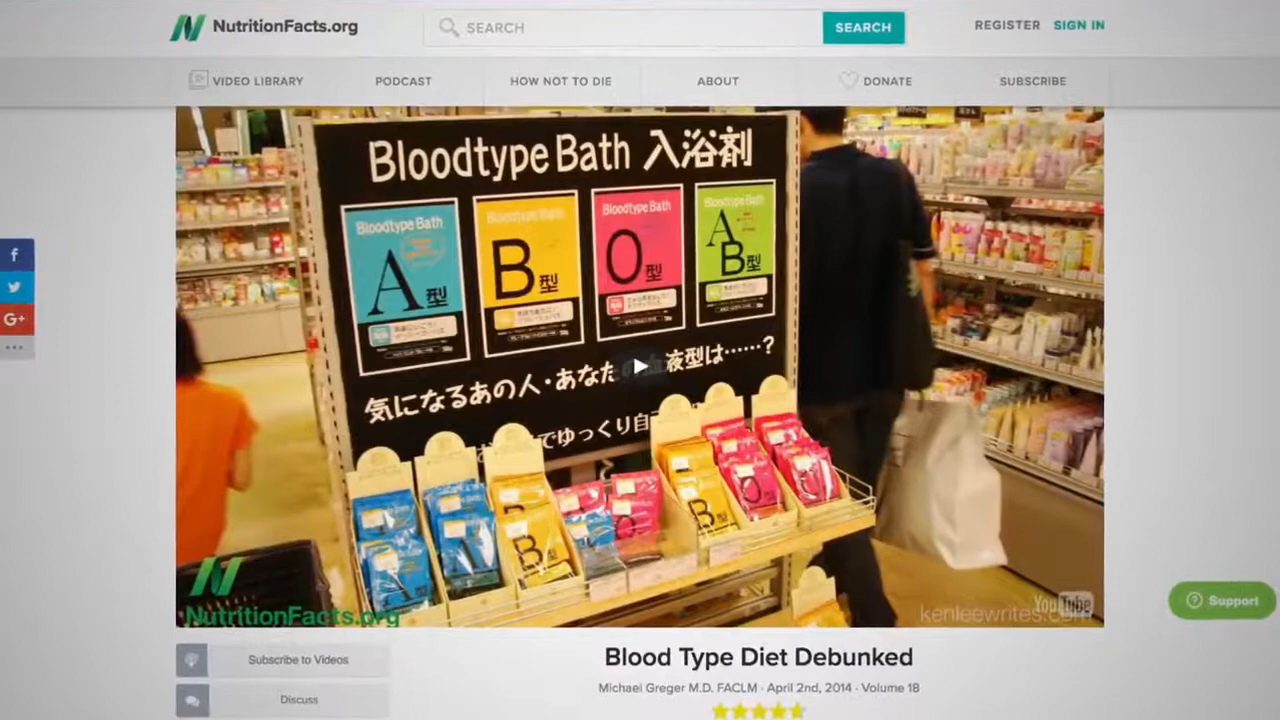 NutritionFacts.org
SEARCH
SEARCH
REGISTER
SIGN IN
VIDEO LIBRARY
PODCAST
HOW NOT TO DIE
ABOUT
DONATE
SUBSCRIBE
Bloodtype Bath 入浴剤
Bloodtype Bath
A型
Bloodtype Bath
B型
Bloodtype Bath
O型
Bloodtype Bath
AB型
気になるあの人・あなた
液型は……?
でゆっくり自
B
O
B
O
f
G+
NutritionFacts.org
kenleewrites.com
YouTube
Support
Subscribe to Videos
Discuss
Blood Type Diet Debunked
Michael Greger M.D. FACLM · April 2nd, 2014 · Volume 18